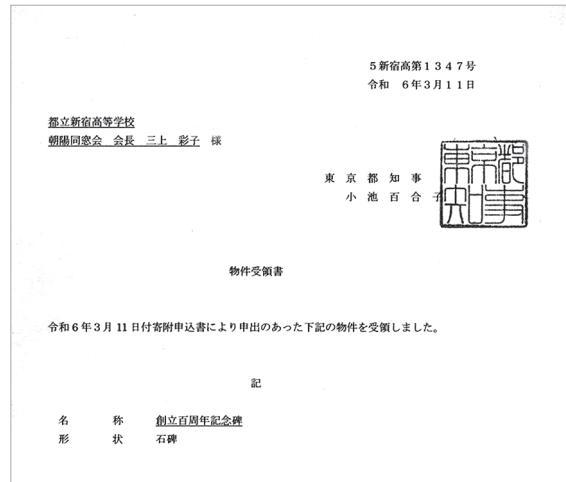 5新宿高第1347号
令和　6年3月11日
都立新宿高等学校
朝陽同窓会　会長　三上　彩子　様
東　京　都　知　事
小　池　百　合　子
物件受領書
令和6年3月11日付寄附申込書により申出のあった下記の物件を受領しました。
記
名　　　称　　　創立百周年記念碑
形　　　状　　　石碑